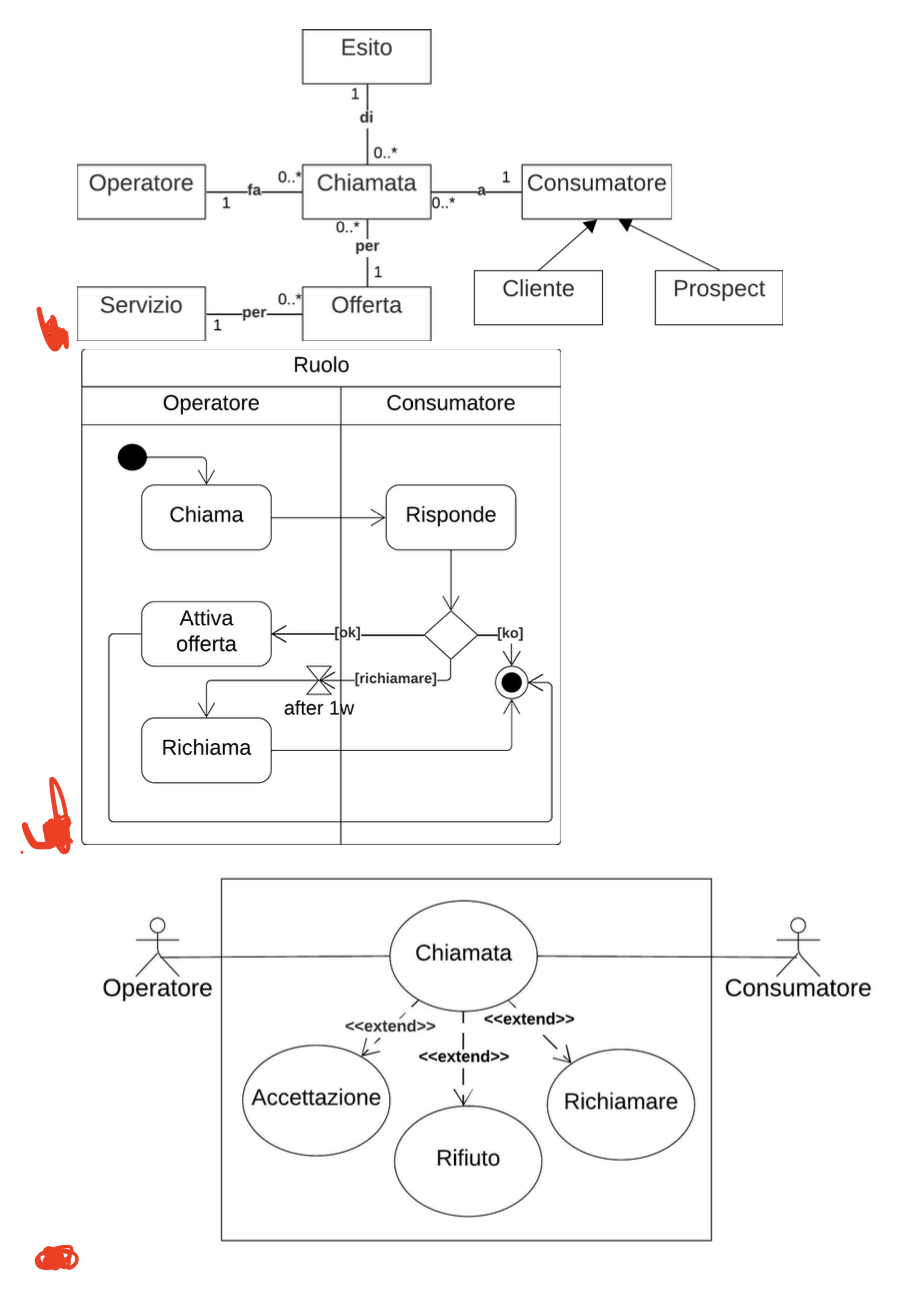 Esito
1
di
0..*
Operatore
fa
1
0..*
Chiamata
0..*
a
1
Consumatore
0..*
per
1
Cliente
Prospect
Servizio
1
per
0..*
Offerta
Ruolo
Operatore
Consumatore
Chiama
Risponde
Attiva
offerta
[ok]
[ko]
[richiamare]
after 1w
Richiama
Chiamata
Operatore
Consumatore
<<extend>>
<<extend>>
<<extend>>
Accettazione
Rifiuto
Richiamare